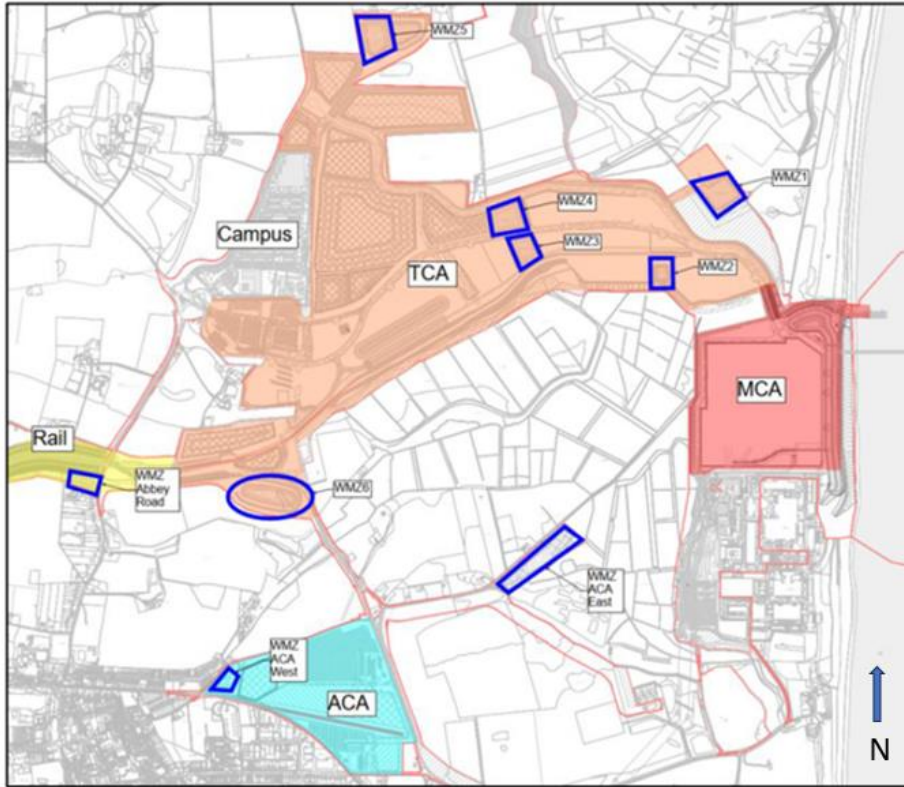 WMZ5
WMZ1
WMZ4
Campus
WMZ3
TCA
WMZ2
MCA
Rail
WMZ
Abbey
Road
WMZ6
WMZ
ACA
East
WMZ
ACA
West
ACA
N